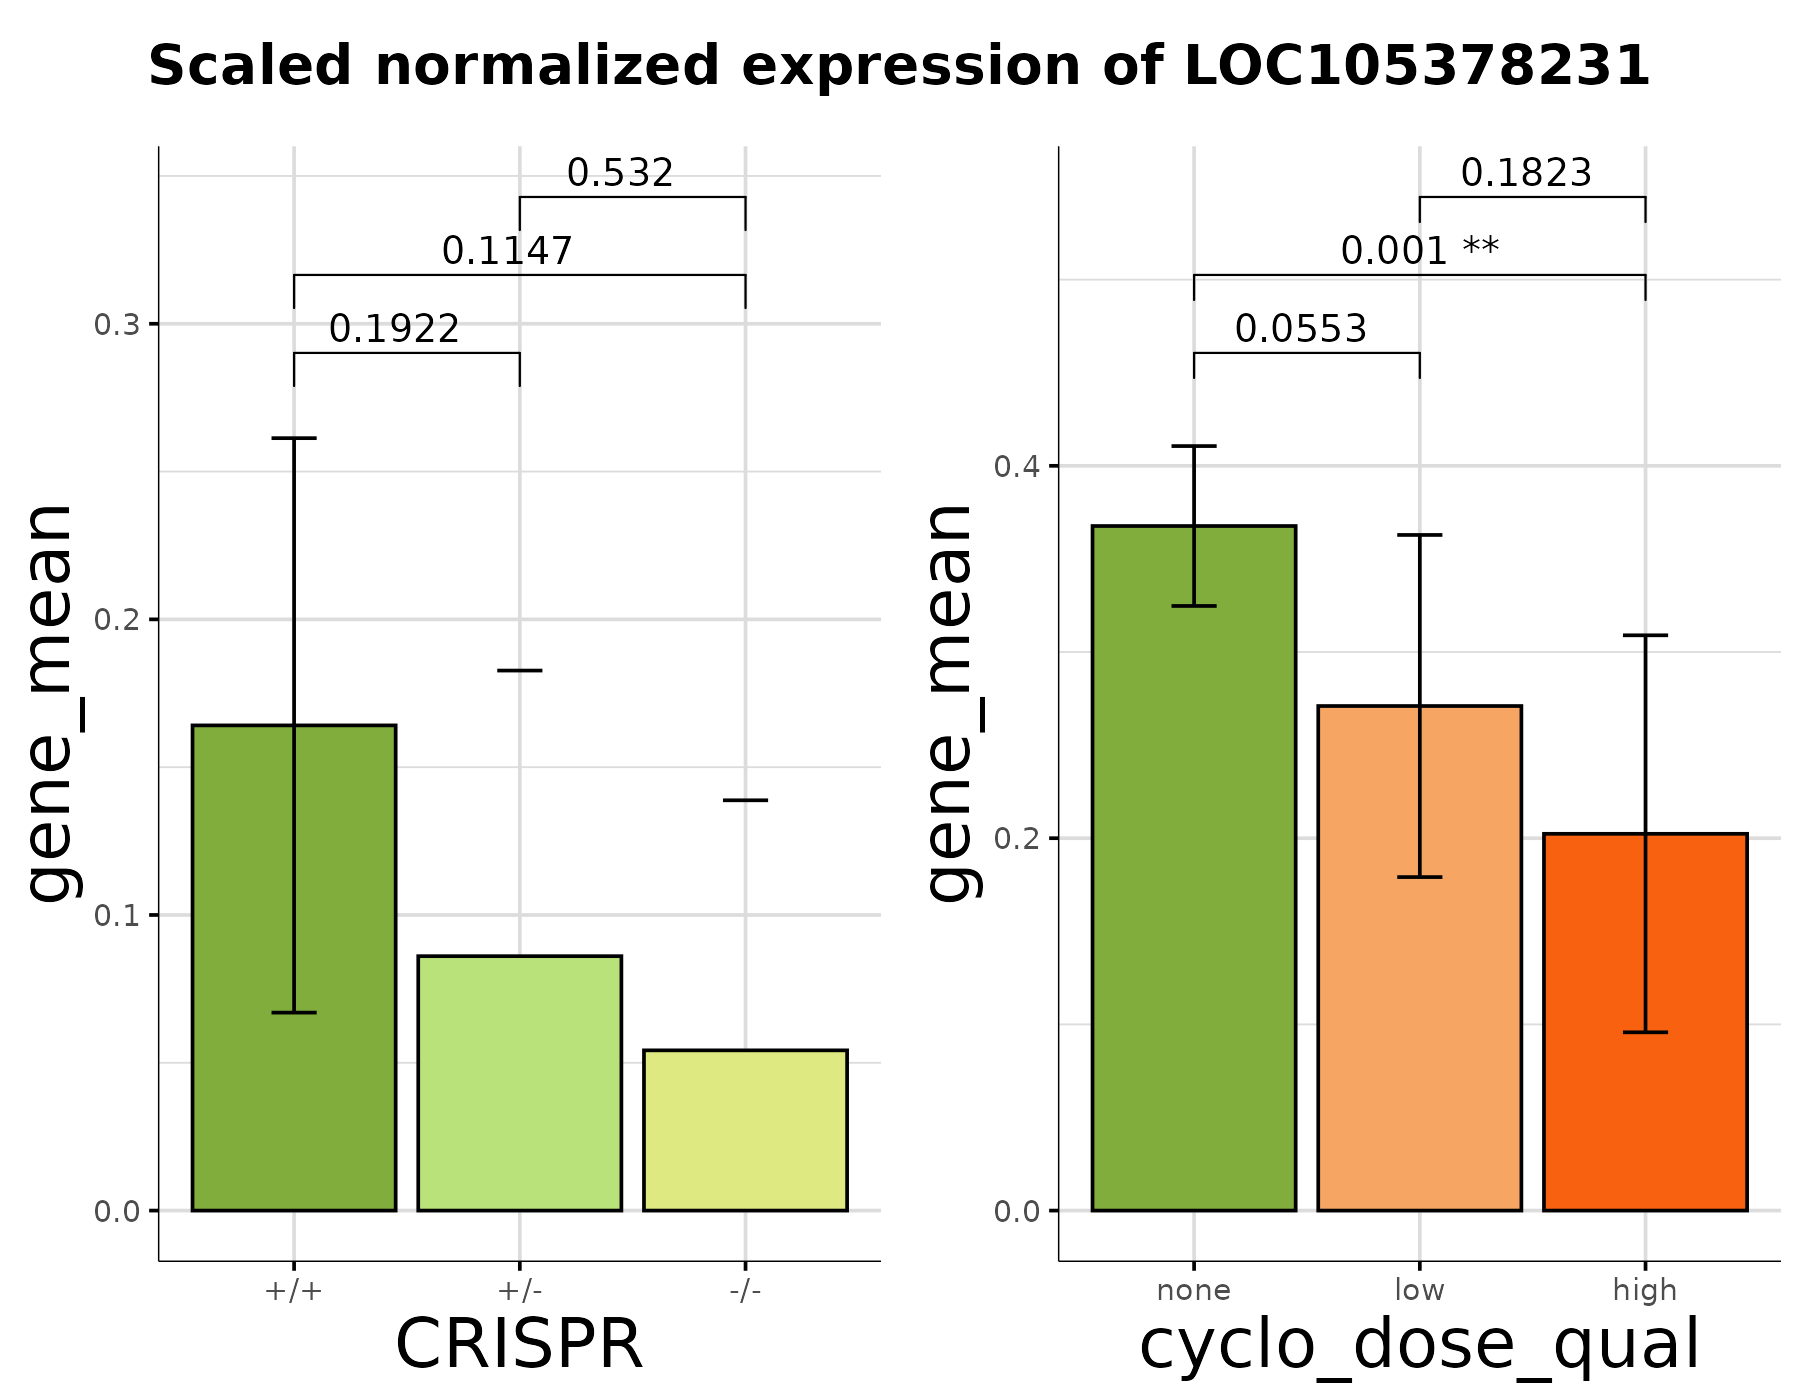 Scaled normalized expression of LOC105378231
0.532
0.1147
0.1922
0.3
0.2
0.1
0.0
gene_mean
+/+ +/- -/-
CRISPR
0.1823
0.001 **
0.0553
0.4
0.2
0.0
gene_mean
none low high
cyclo_dose_qual